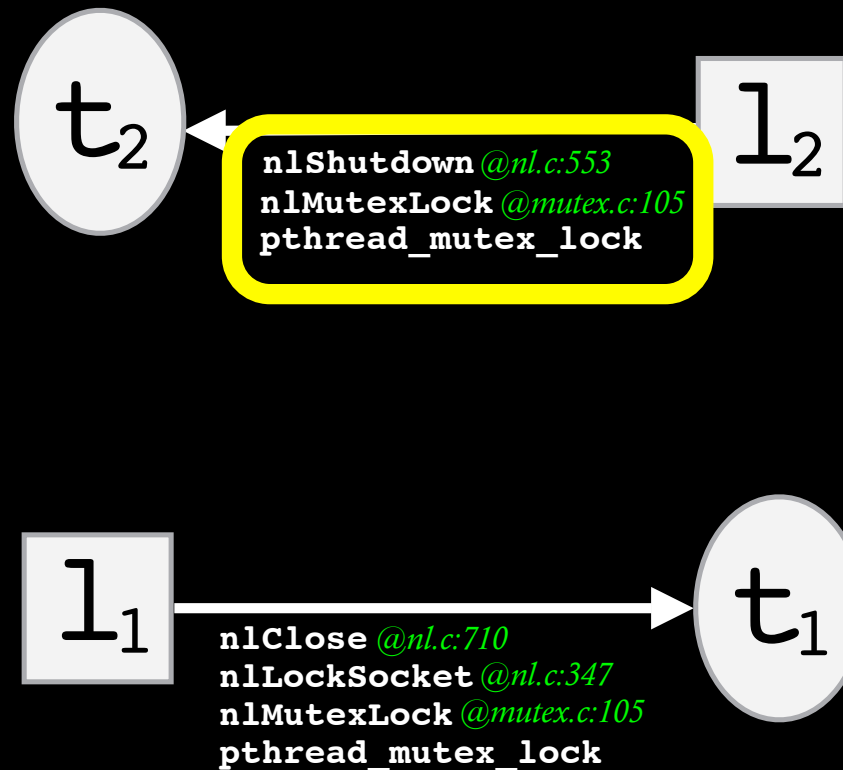 t₂
l₂
nlShutdown @nl.c:553
nlMutexLock @mutex.c:105
pthread_mutex_lock
l₁
t₁
nlClose @nl.c:710
nlLockSocket @nl.c:347
nlMutexLock @mutex.c:105
pthread_mutex_lock